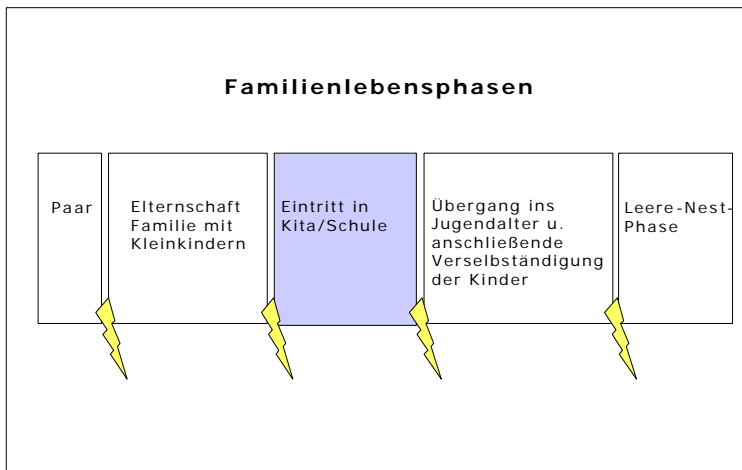 Familienlebensphasen
Paar
Elternschaft
Familie mit
Kleinkindern
Eintritt in
Kita/Schule
Übergang ins
Jugendalter u.
anschließende
Verselbständigung
der Kinder
Leere-Nest-
Phase